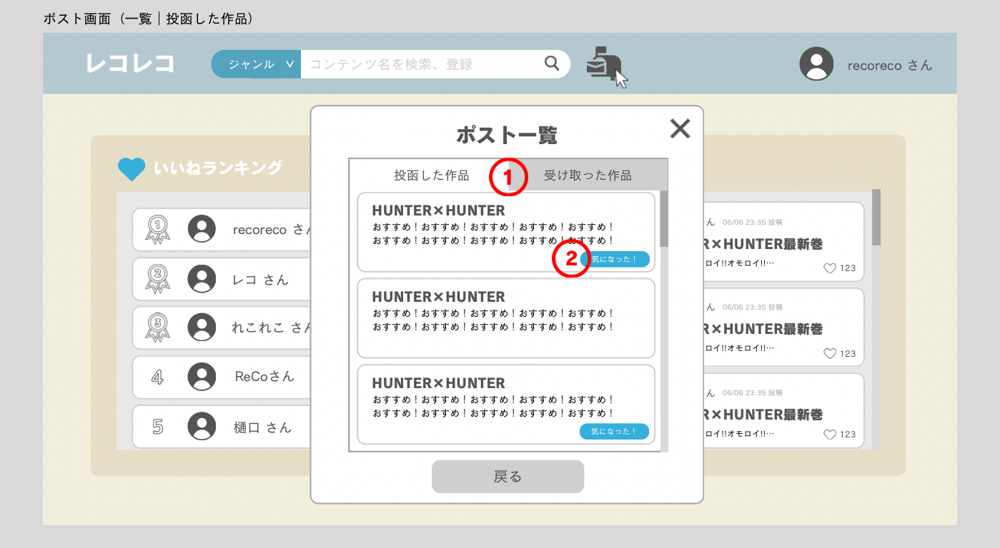 ポスト画面（一覧｜投函した作品）
レコレコ
ジャンル
コンテンツ名を検索、登録
recoreco さん
ポスト一覧
投函した作品
1
受け取った作品
HUNTER×HUNTER
おすすめ！おすすめ！おすすめ！おすすめ！おすすめ！
おすすめ！おすすめ！おすすめ！おすすめ！おすすめ！
2
気になった！
HUNTER×HUNTER
おすすめ！おすすめ！おすすめ！おすすめ！おすすめ！
おすすめ！おすすめ！おすすめ！おすすめ！おすすめ！
HUNTER×HUNTER
おすすめ！おすすめ！おすすめ！おすすめ！おすすめ！
おすすめ！おすすめ！おすすめ！おすすめ！おすすめ！
気になった！
戻る
いいねランキング
1
recoreco さ
2
レコ さん
3
れこれこ さん
4
ReCoさん
5
樋口 さん
ん 06/06 23:35 投稿
R×HUNTER最新巻
ロイ!!オモロイ!!…
123
ん 06/06 23:35 投稿
R×HUNTER最新巻
ロイ!!オモロイ!!…
123
ん 06/06 23:35 投稿
R×HUNTER最新巻
ロイ!!オモロイ!!…
123